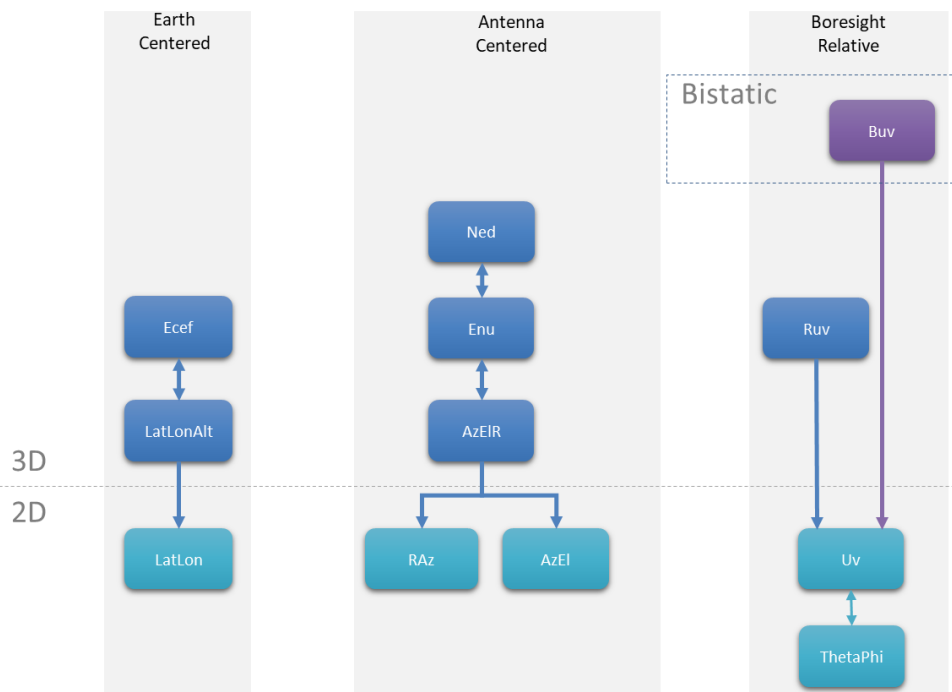 Earth
Centered
Antenna
Centered
Boresight
Relative
Bistatic
Buv
Ned
Ecef
Enu
Ruv
LatLonAlt
AzElR
3D
2D
LatLon
RAz
AzEl
Uv
ThetaPhi